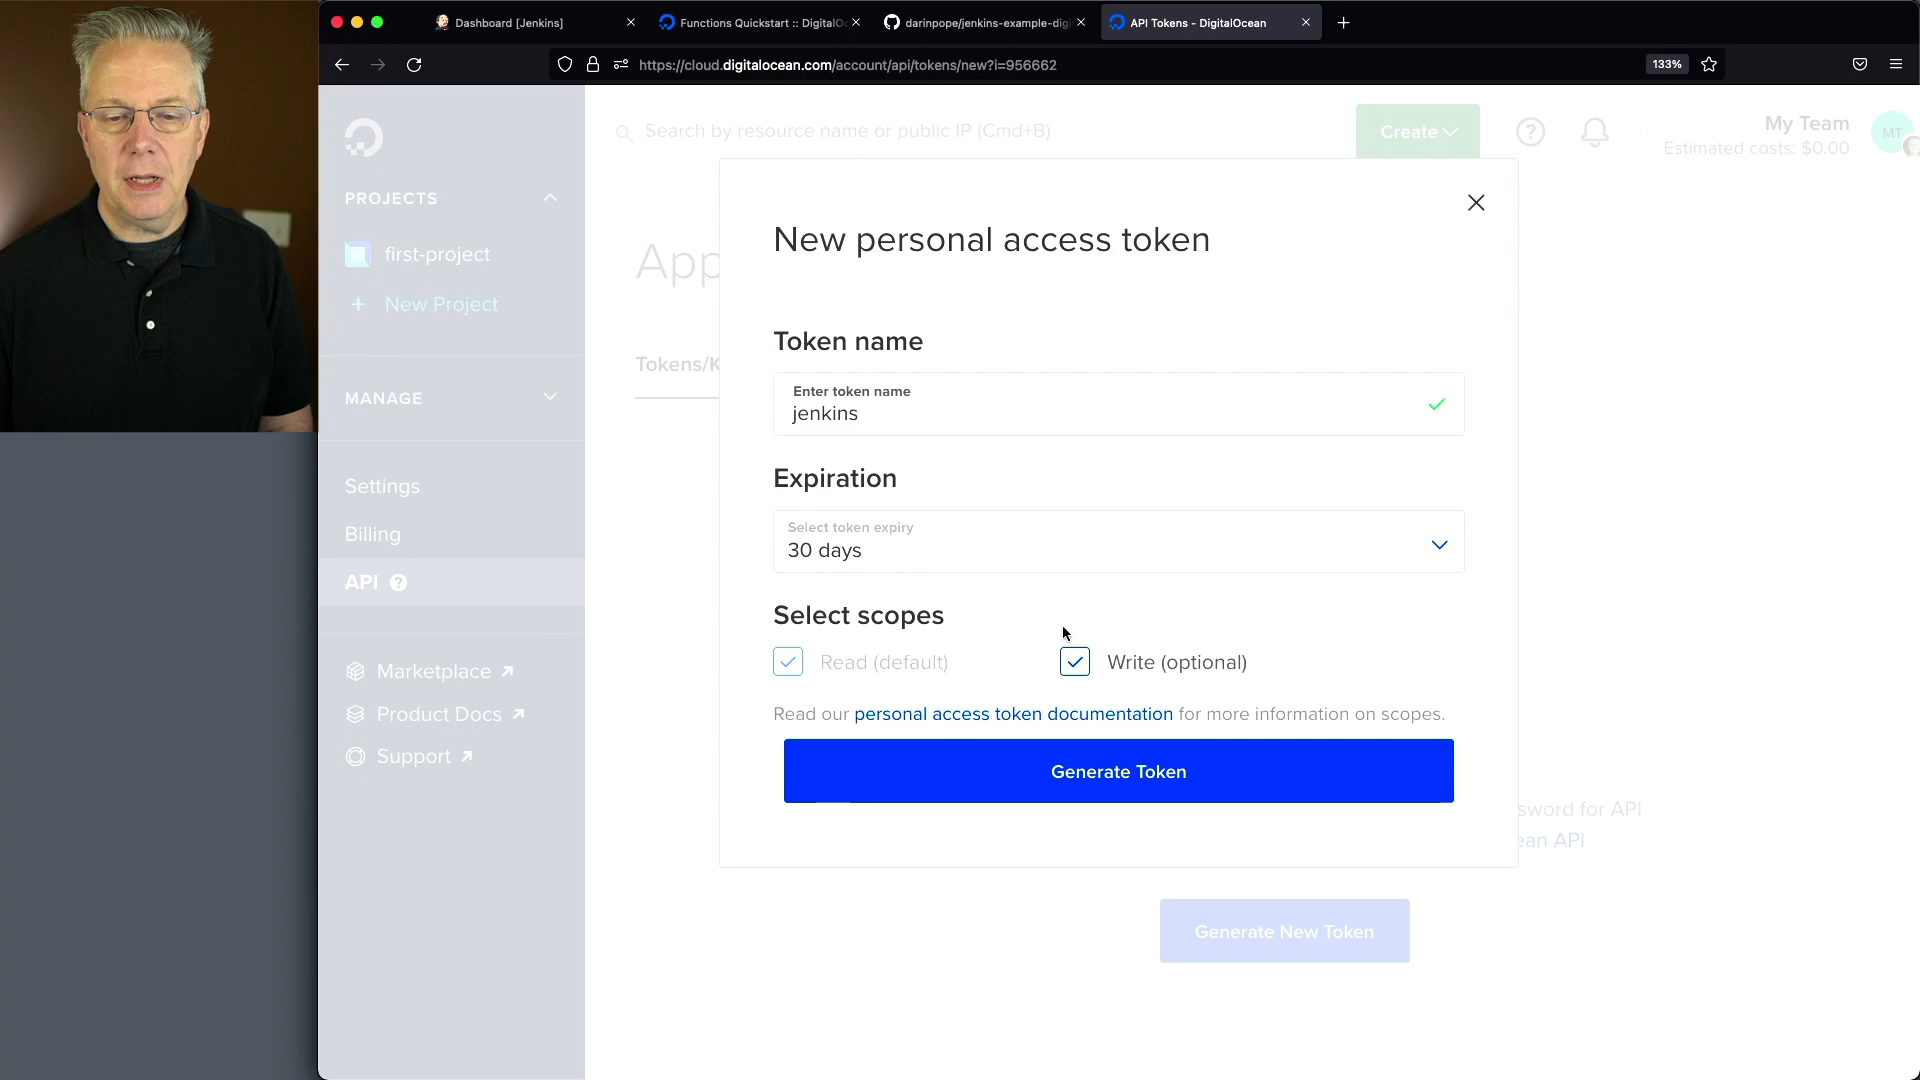 Dashboard [Jenkins]
Functions Quickstart :: DigitalOc
darinpope/jenkins-example-digi
API Tokens - DigitalOcean
https://cloud.digitalocean.com/account/api/tokens/new?i=956662
133%
Search by resource name or public IP (Cmd+B)
Create
My Team
Estimated costs: $0.00
MT
PROJECTS
first-project
+ New Project
MANAGE
Settings
Billing
API ?
Marketplace
Product Docs
Support
App
Tokens/K
New personal access token
Token name
Enter token name
jenkins
Expiration
Select token expiry
30 days
Select scopes
Read (default)
Write (optional)
Read our personal access token documentation for more information on scopes.
Generate Token
sword for API
ean API
Generate New Token